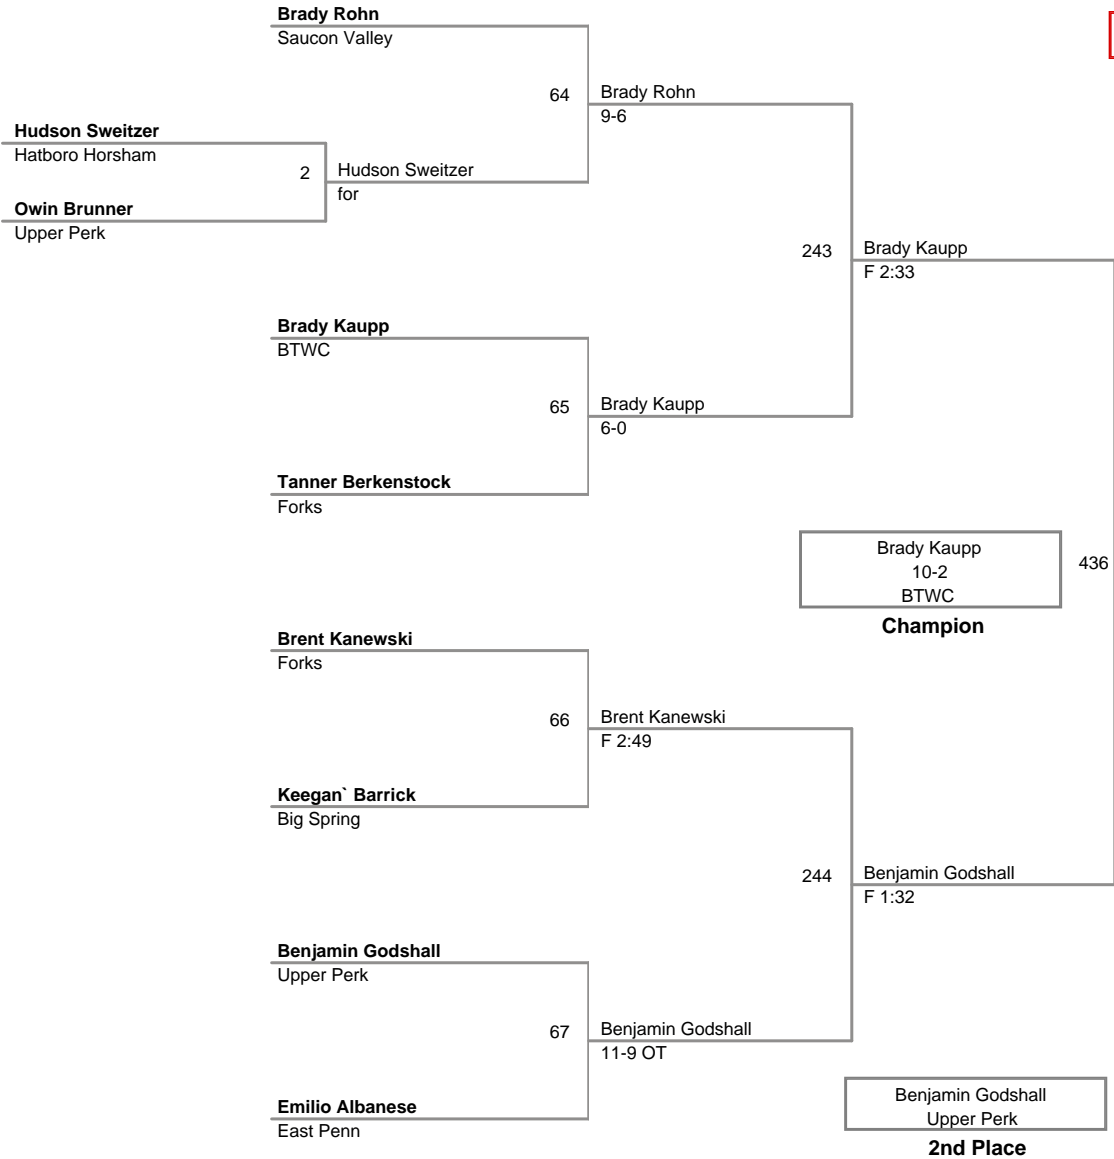 Brady Rohn
Saucon Valley
64
Brady Rohn
9-6
Hudson Sweitzer
Hatboro Horsham
2
Hudson Sweitzer
for
Owin Brunner
Upper Perk
243
Brady Kaupp
F 2:33
Brady Kaupp
BTWC
65
Brady Kaupp
6-0
Tanner Berkenstock
Forks
Brady Kaupp
10-2
BTWC
436
Champion
Brent Kanewski
Forks
66
Brent Kanewski
F 2:49
Keegan` Barrick
Big Spring
244
Benjamin Godshall
F 1:32
Benjamin Godshall
Upper Perk
67
Benjamin Godshall
11-9 OT
Emilio Albanese
East Penn
Benjamin Godshall
Upper Perk
2nd Place